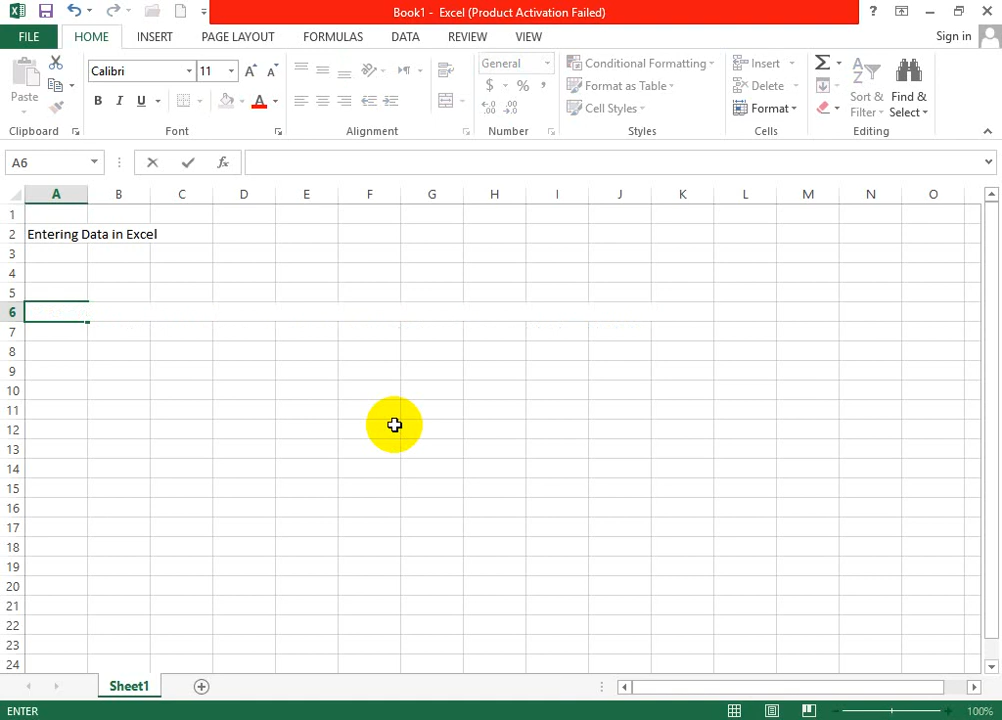 Book1 - Excel (Product Activation Failed)
?
FILE HOME INSERT PAGE LAYOUT FORMULAS DATA REVIEW VIEW Sign in
Paste
Calibri 11
B I U A
General
$ % ,
Conditional Formatting
Format as Table
Cell Styles
Insert
Delete
Format
Σ
Sort & Filter
Find & Select
Clipboard Font Alignment Number Styles Cells Editing
A6 fx
A B C D E F G H I J K L M N O
1
2 Entering Data in Excel
3
4
5
6
7
8
9
10
11
12
13
14
15
16
17
18
19
20
21
22
23
24
Sheet1
ENTER 100%